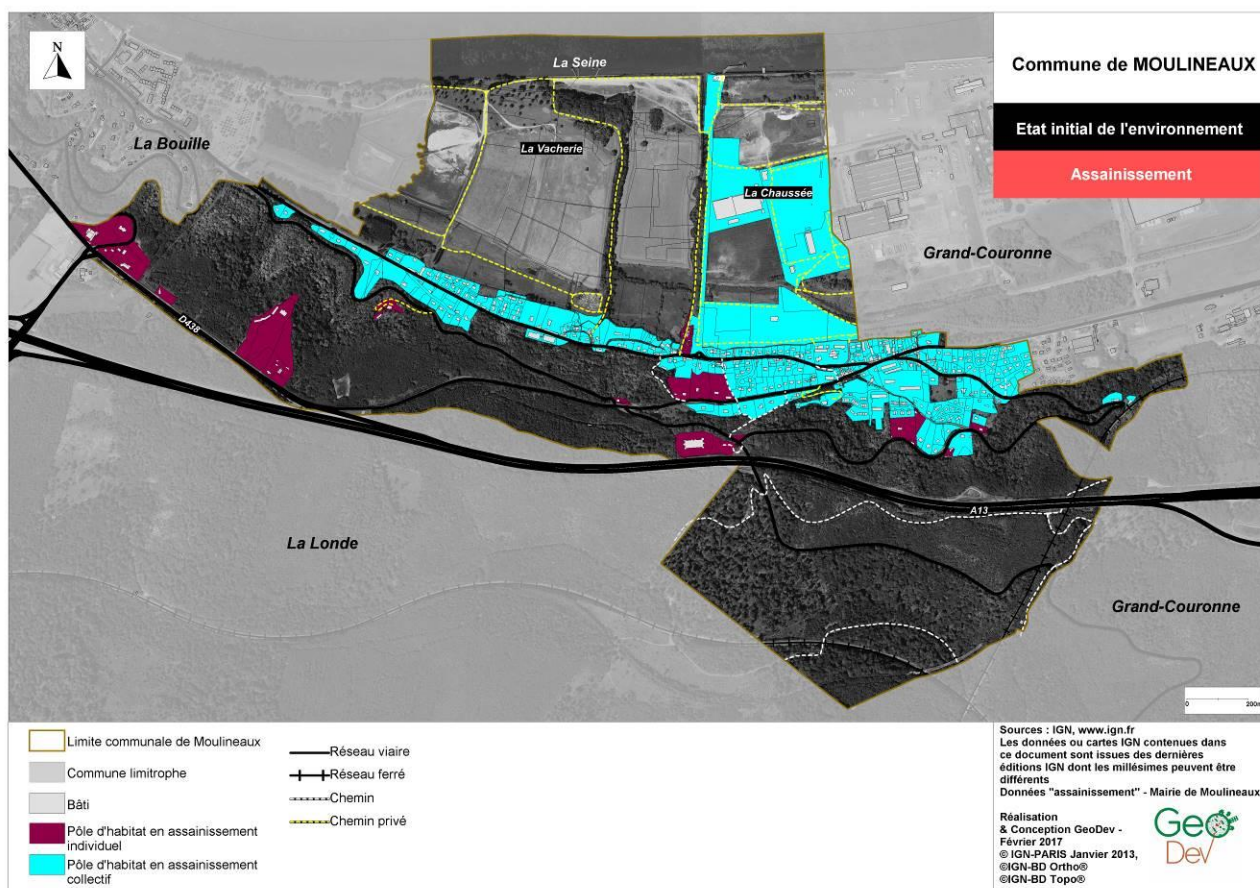 Commune de MOULINEAUX
Etat initial de l'environnement
Assainissement
N
La Seine
La Bouille
La Vacherie
La Chaussée
Grand-Couronne
D438
A13
La Londe
Grand-Couronne
0 200m
Limite communale de Moulineaux
Commune limitrophe
Bâti
Pôle d'habitat en assainissement
individuel
Pôle d'habitat en assainissement
collectif
Réseau viaire
Réseau ferré
Chemin
Chemin privé
Sources : IGN, www.ign.fr
Les données ou cartes IGN contenues dans
ce document sont issues des dernières
éditions IGN dont les millésimes peuvent être
différents
Données "assainissement" - Mairie de Moulineaux
Réalisation
& Conception GeoDev -
Février 2017
© IGN-PARIS Janvier 2013,
©IGN-BD Ortho®
©IGN-BD Topo®
Geo
Dev